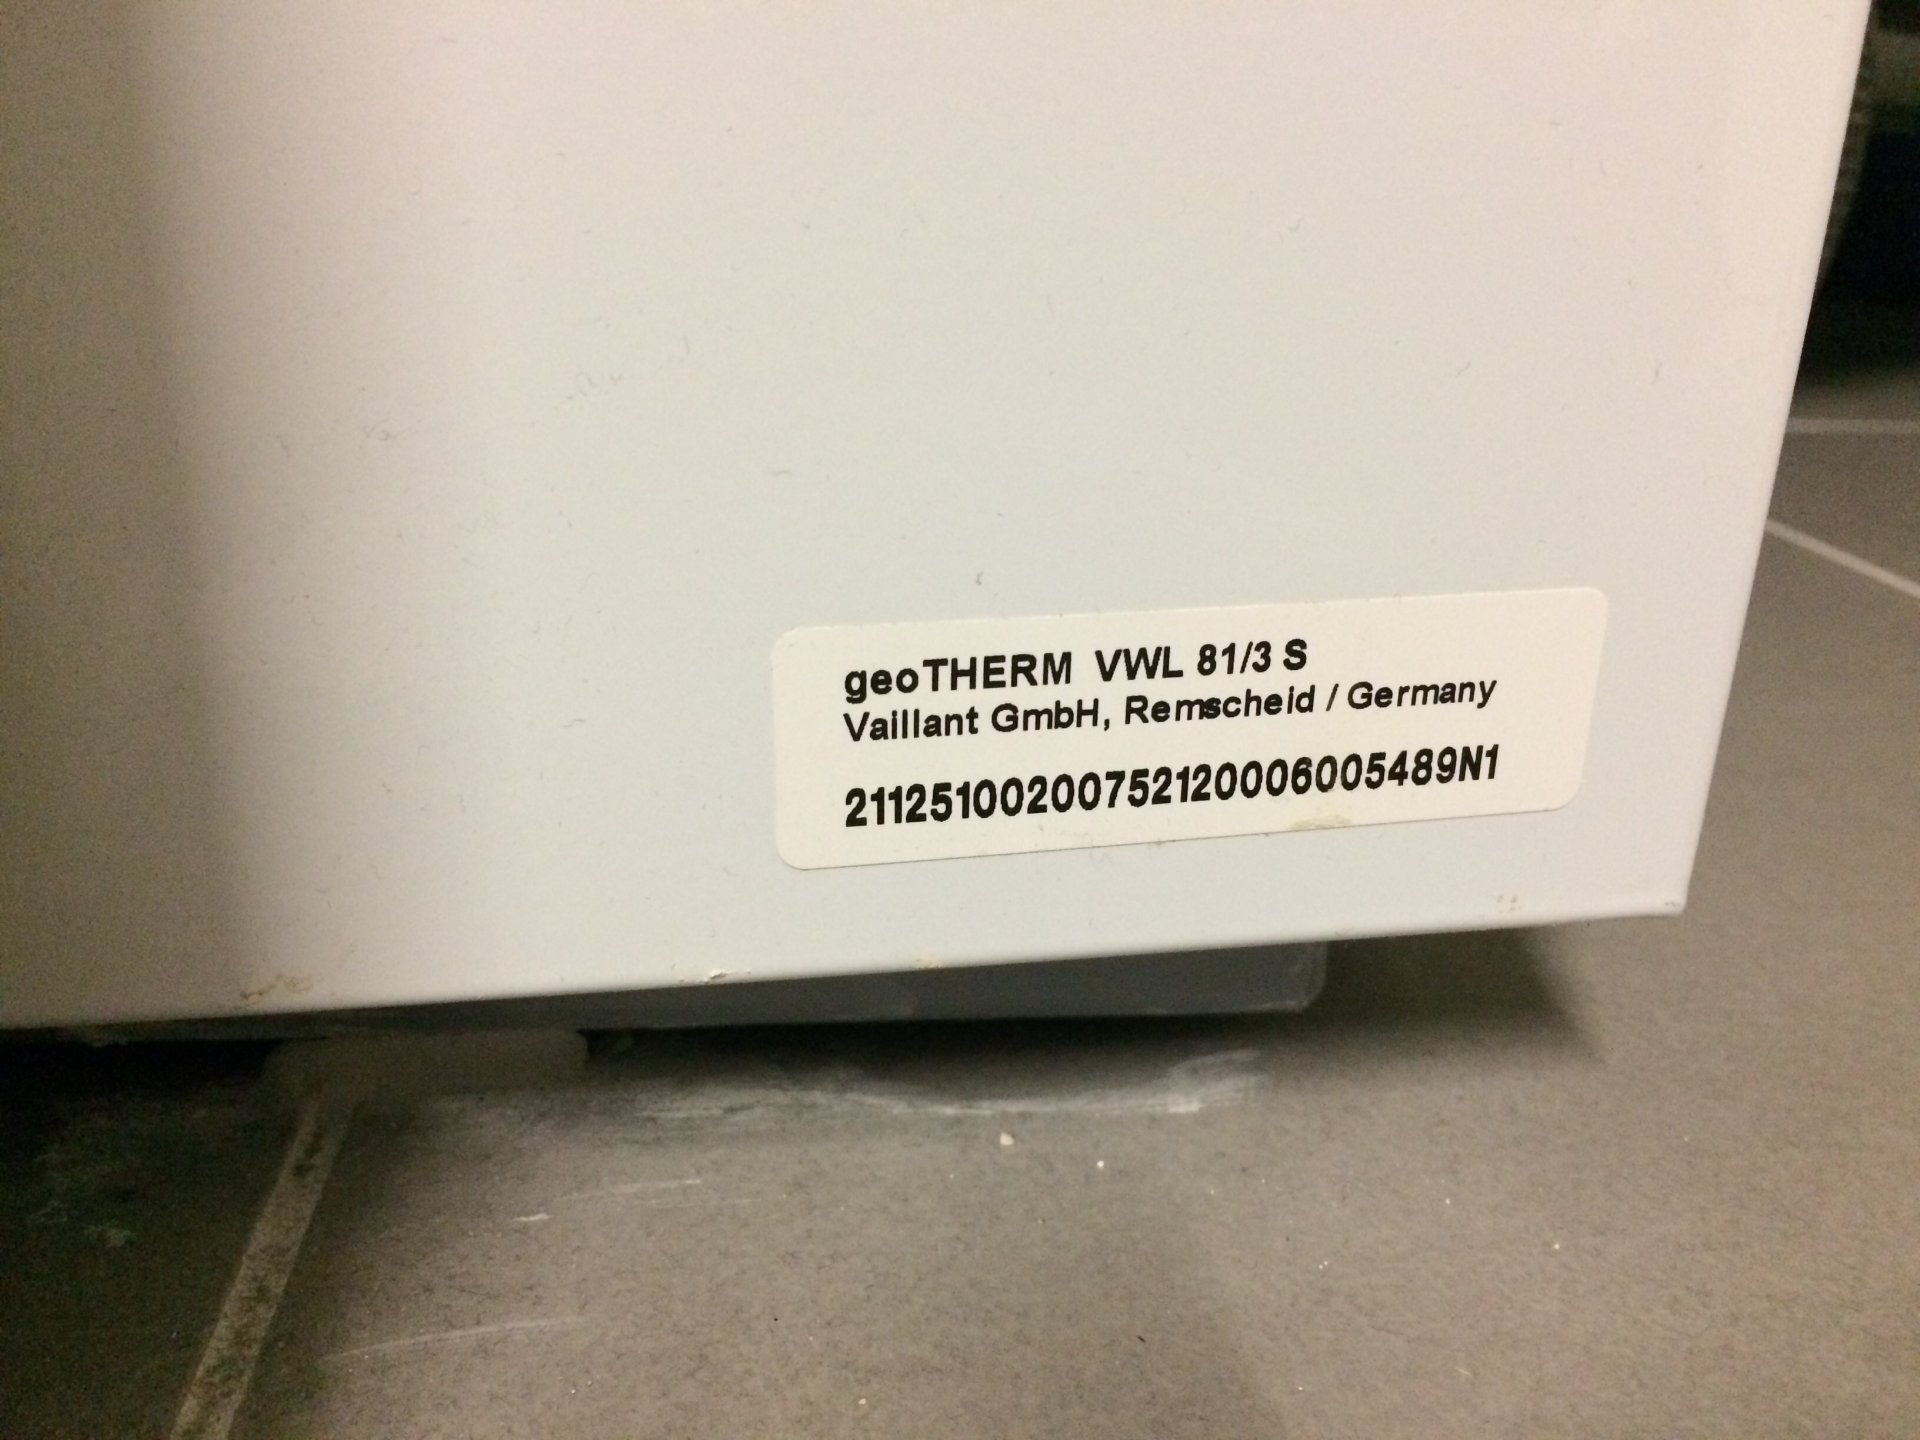 geoTHERM VWL 81/3 S
Vaillant GmbH, Remscheid / Germany
21125100200752120006005489N1